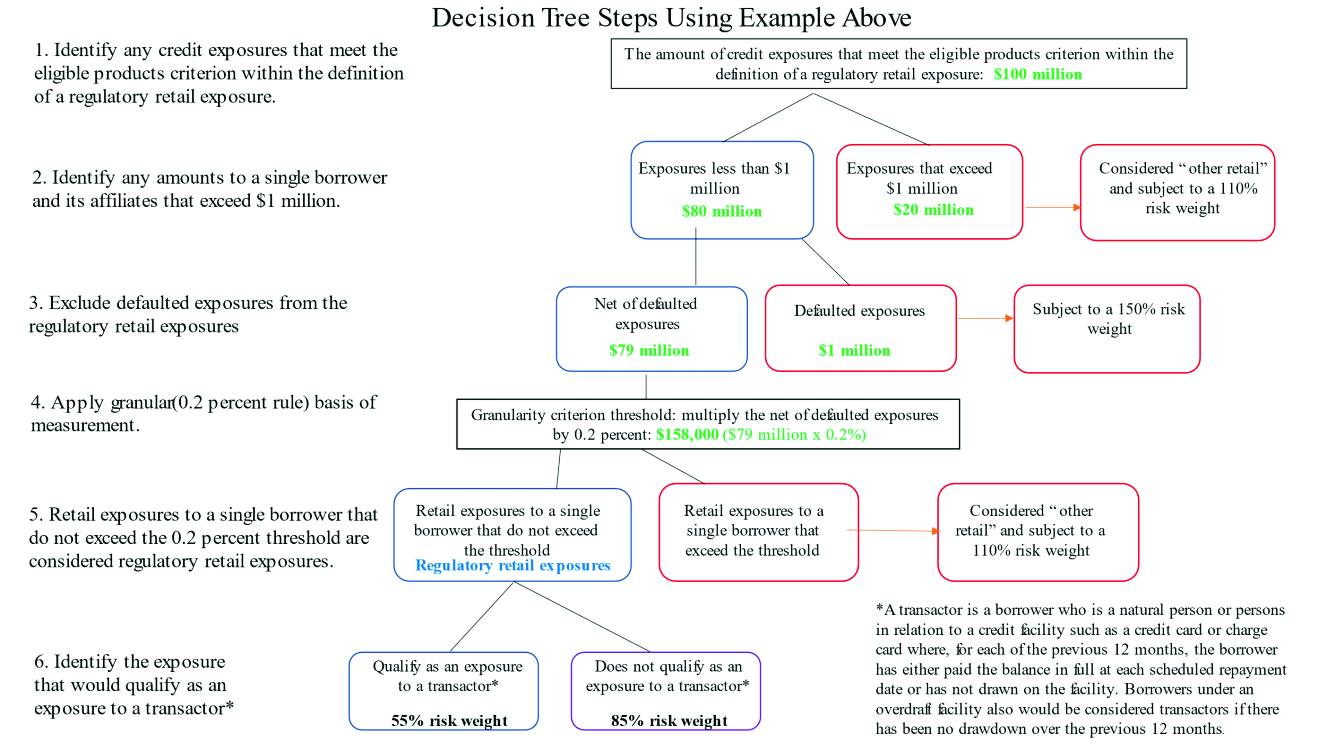 Decision Tree Steps Using Example Above
1. Identify any credit exposures that meet the
eligible products criterion within the definition
of a regulatory retail exposure.
The amount of credit exposures that meet the eligible products criterion within the
definition of a regulatory retail exposure: $100 million
2. Identify any amounts to a single borrower
and its affiliates that exceed $1 million.
Exposures less than $1
million
$80 million
Exposures that exceed
$1 million
$20 million
Considered “other retail”
and subject to a 110%
risk weight
3. Exclude defaulted exposures from the
regulatory retail exposures
Net of defaulted
exposures
$79 million
Defaulted exposures
$1 million
Subject to a 150% risk
weight
4. Apply granular(0.2 percent rule) basis of
measurement.
Granularity criterion threshold: multiply the net of defaulted exposures
by 0.2 percent: $158,000 ($79 million x 0.2%)
5. Retail exposures to a single borrower that
do not exceed the 0.2 percent threshold are
considered regulatory retail exposures.
Retail exposures to a single
borrower that do not exceed
the threshold
Regulatory retail exposures
Retail exposures to a
single borrower that
exceed the threshold
Considered “other
retail” and subject to a
110% risk weight
6. Identify the exposure
that would qualify as an
exposure to a transactor*
Qualify as an exposure
to a transactor*
55% risk weight
Does not qualify as an
exposure to a transactor*
85% risk weight
*A transactor is a borrower who is a natural person or persons
in relation to a credit facility such as a credit card or charge
card where, for each of the previous 12 months, the borrower
has either paid the balance in full at each scheduled repayment
date or has not drawn on the facility. Borrowers under an
overdraft facility also would be considered transactors if there
has been no drawdown over the previous 12 months.